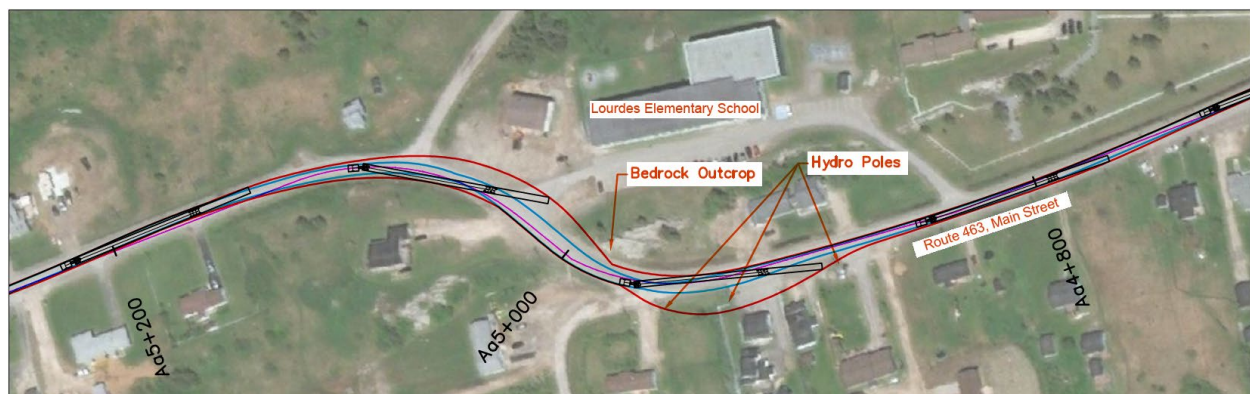 Lourdes Elementary School
Bedrock Outcrop
Hydro Poles
Route 463, Main Street
Aa5+200
Aa5+000
Aa4+800